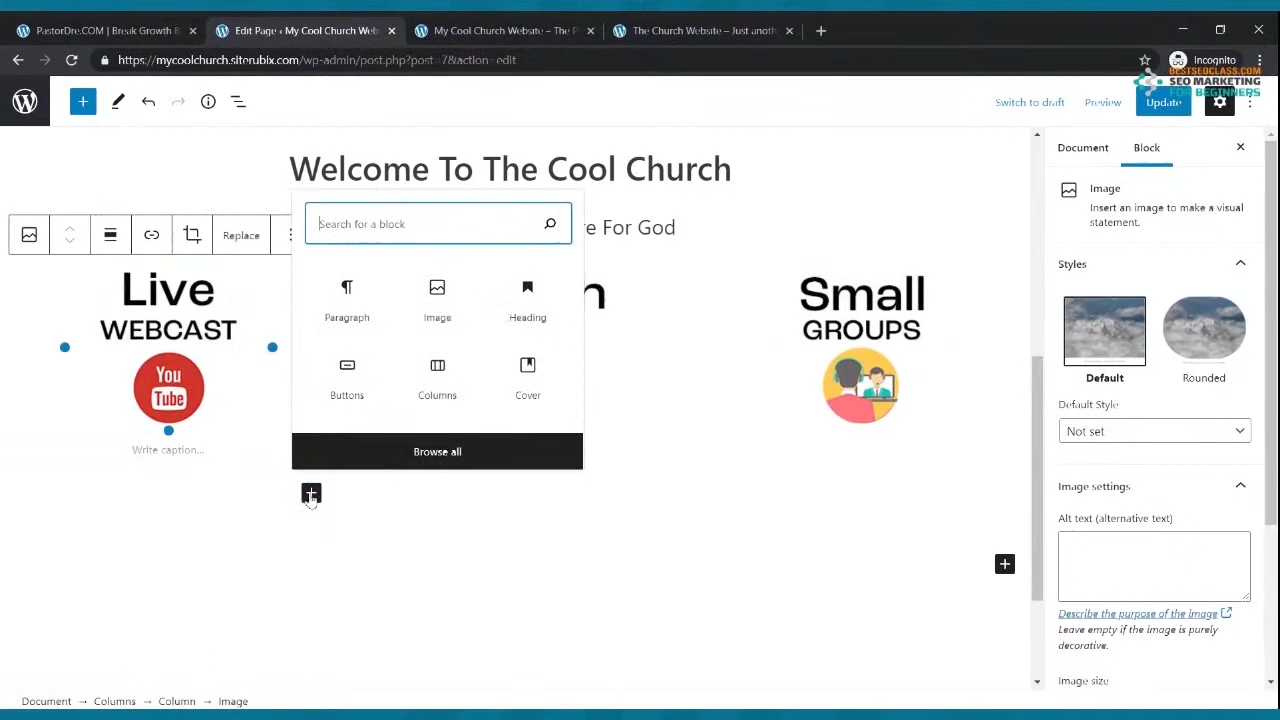 PastorDre.COM | Break Growth B
Edit Page ‹ My Cool Church Web
My Cool Church Website – The P
The Church Website – Just anoth
https://mycoolchurch.siterubix.com/wp-admin/post.php?post=7&action=edit
Incognito
BESTSEOCLASS.COM
SEO MARKETING
FOR BEGINNERS
Switch to draft
Preview
Update
Welcome To The Cool Church
Search for a block
re For God
Replace
Live
WEBCAST
You
Tube
Write caption...
Paragraph
Image
Heading
Buttons
Columns
Cover
Browse all
n
Small
GROUPS
Document
Block
Image
Insert an image to make a visual
statement.
Styles
Default
Rounded
Default Style
Not set
Image settings
Alt text (alternative text)
Describe the purpose of the image
Leave empty if the image is purely
decorative.
Image size
Document → Columns → Column → Image